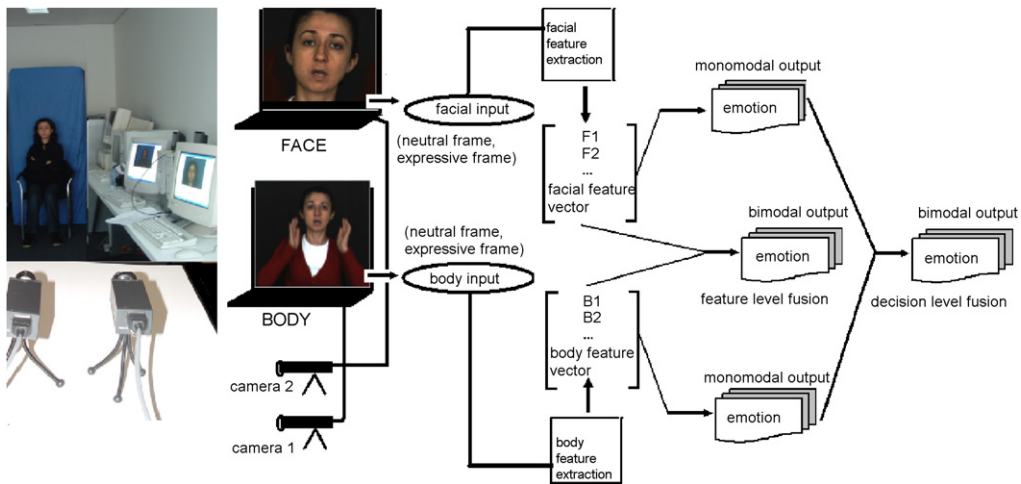 facial
feature
extraction
facial input
FACE
(neutral frame,
expressive frame)
F1
F2
...
facial feature
vector
monomodal output
emotion
(neutral frame,
expressive frame)
body input
BODY
bimodal output
emotion
feature level fusion
bimodal output
emotion
decision level fusion
B1
B2
...
body feature
vector
monomodal output
emotion
camera 2
camera 1
body
feature
extraction